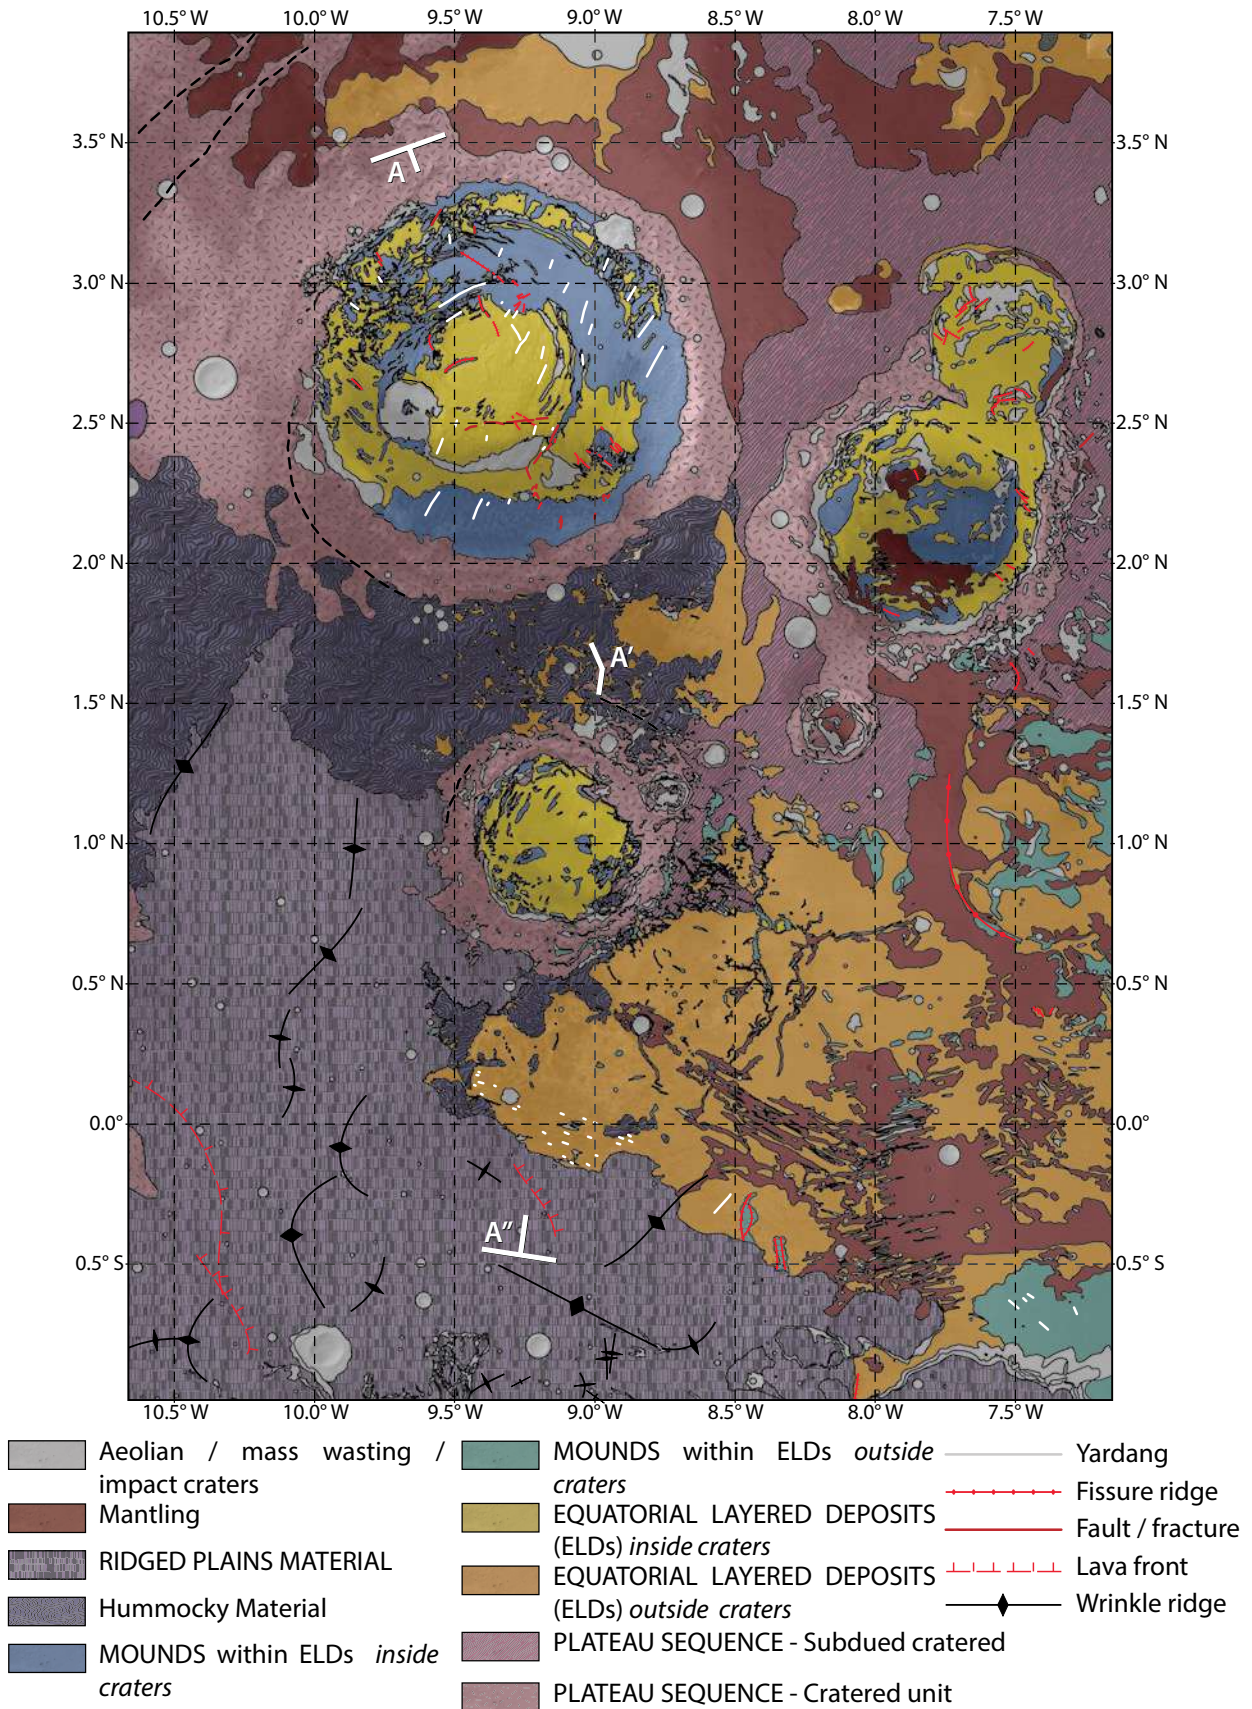 10.5° W 10.0° W 9.5° W 9.0° W 8.5° W 8.0° W 7.5° W
3.5° N 3.5° N
A
3.0° N 3.0° N
2.5° N 2.5° N
2.0° N 2.0° N
A'
1.5° N 1.5° N
1.0° N 1.0° N
0.5° N 0.5° N
0.0° 0.0°
A"
0.5° S 0.5° S
10.5° W 10.0° W 9.5° W 9.0° W 8.5° W 8.0° W 7.5° W
Aeolian / mass wasting /
impact craters
Mantling
RIDGED PLAINS MATERIAL
Hummocky Material
MOUNDS within ELDs inside
craters
MOUNDS within ELDs outside
craters
EQUATORIAL LAYERED DEPOSITS
(ELDs) inside craters
EQUATORIAL LAYERED DEPOSITS
(ELDs) outside craters
PLATEAU SEQUENCE - Subdued cratered
PLATEAU SEQUENCE - Cratered unit
Yardang
Fissure ridge
Fault / fracture
Lava front
Wrinkle ridge